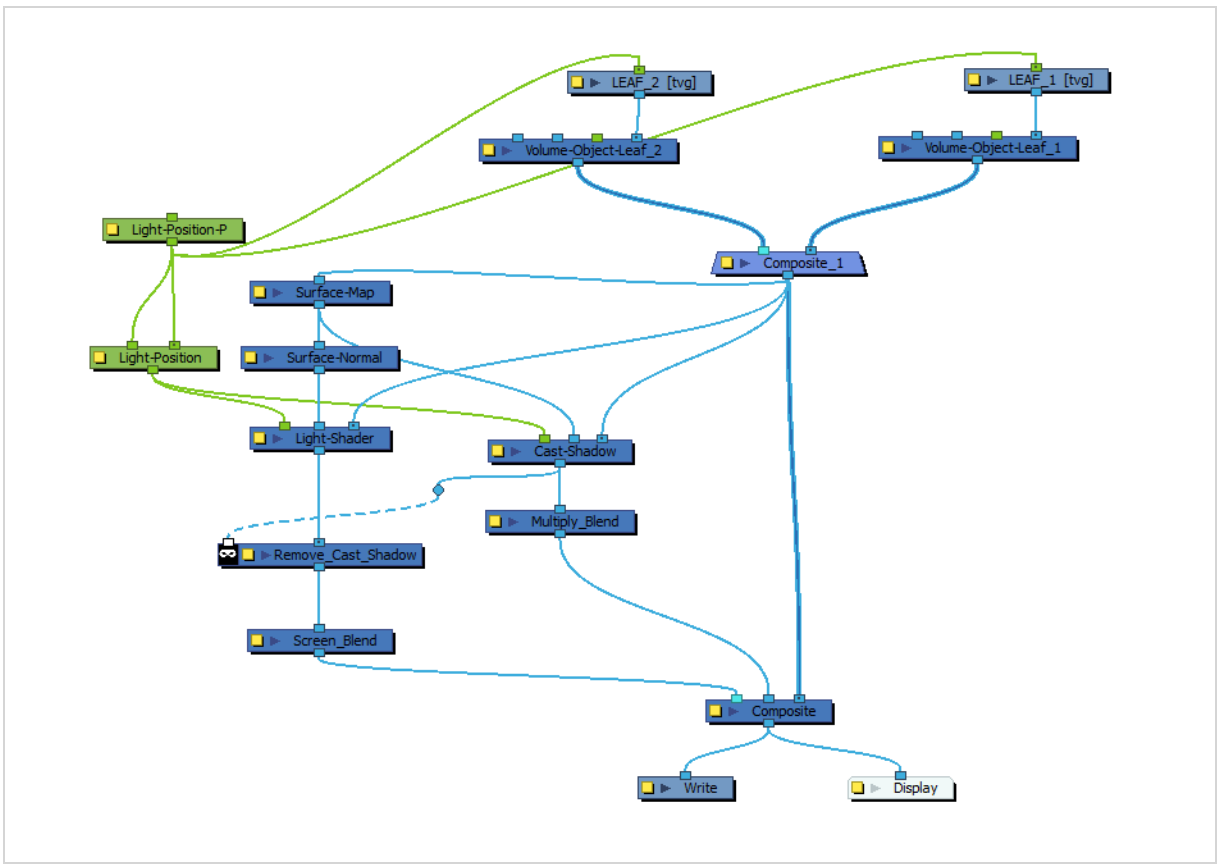 LEAF_2 [tvg]
LEAF_1 [tvg]
Volume-Object-Leaf_2
Volume-Object-Leaf_1
Light-Position-P
Composite_1
Surface-Map
Light-Position
Surface-Normal
Light-Shader
Cast-Shadow
Multiply_Blend
Remove_Cast_Shadow
Screen_Blend
Composite
Write
Display